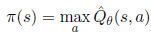 π(s) = max_a Q̂_θ(s, a)